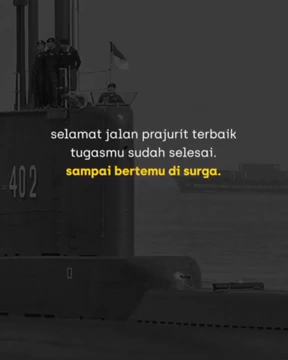 selamat jalan prajurit terbaik
tugasmu sudah selesai.
sampai bertemu di surga.
402